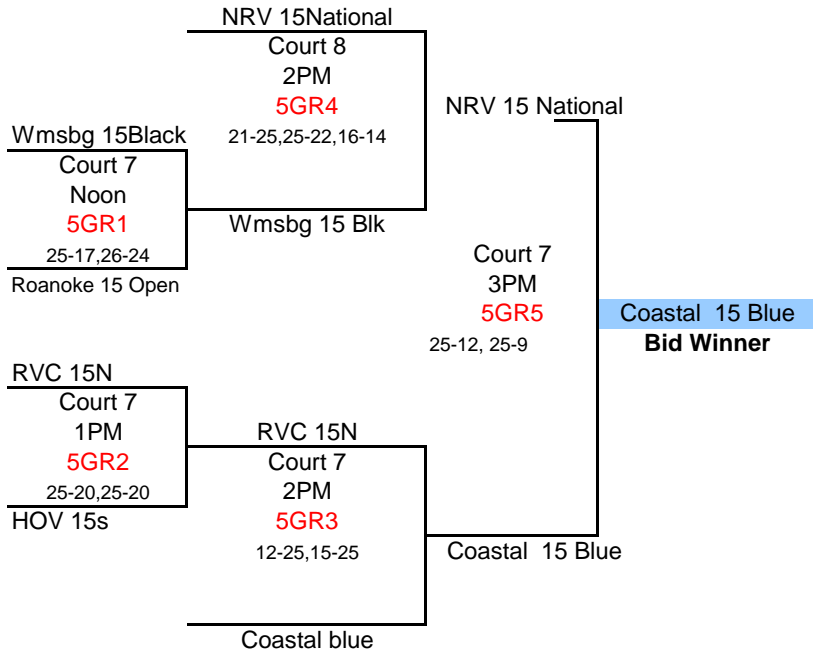 NRV 15National
Court 8
2PM
5GR4
21-25,25-22,16-14
Wmsbg 15 Blk
Wmsbg 15Black
Court 7
Noon
5GR1
25-17,26-24
Roanoke 15 Open
NRV 15 National
Court 7
3PM
5GR5
25-12, 25-9
Coastal 15 Blue
Bid Winner
RVC 15N
Court 7
1PM
5GR2
25-20,25-20
HOV 15s
RVC 15N
Court 7
2PM
5GR3
12-25,15-25
Coastal blue
Coastal 15 Blue